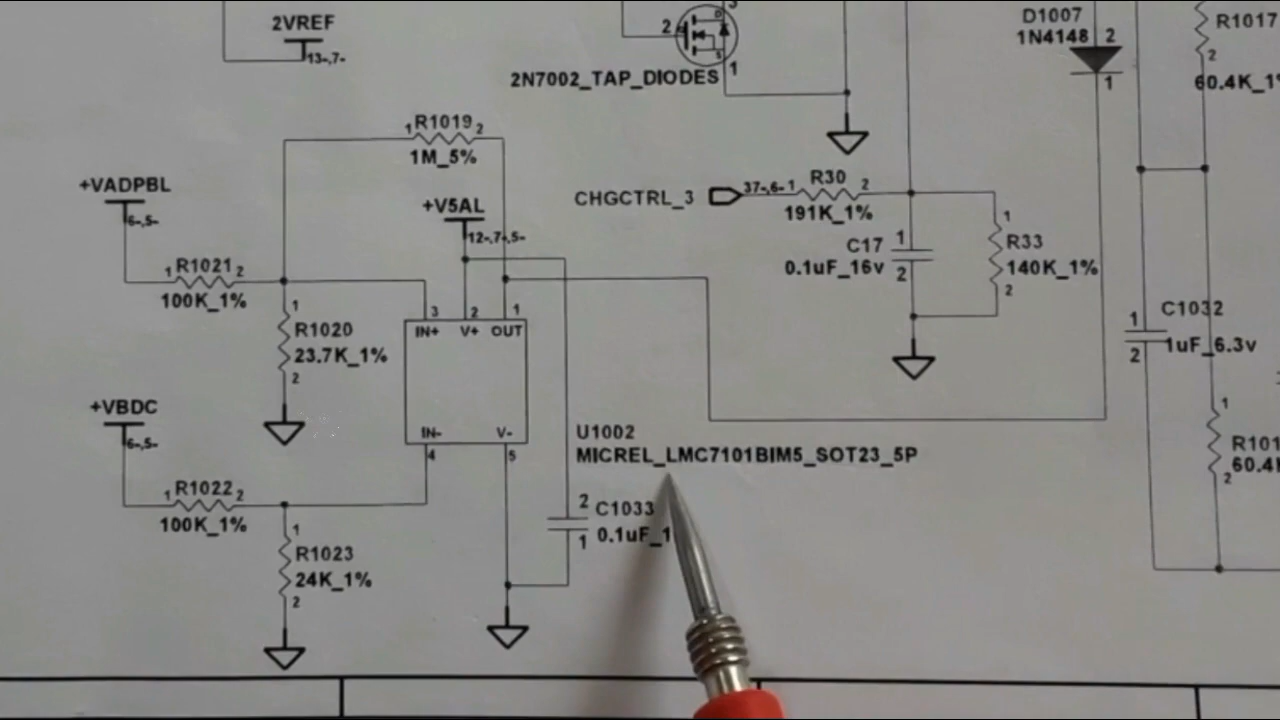 2VREF
13-,7-
3
2
D
S
1
2N7002_TAP_DIODES
D1007
1N4148
2
1
R1017
2
60.4K_1%
1
R1019
2
1M_5%
+VADPBL
6-,5-
+V5AL
12-,7-,5-
CHGCTRL_3
37-,6-
1
R30
2
191K_1%
C17
1
0.1uF_16v
2
1
R33
140K_1%
2
1
R1021
2
100K_1%
1
R1020
23.7K_1%
2
3
2
1
IN+
V+
OUT
IN-
V-
4
5
C1032
1
1uF_6.3v
2
+VBDC
6-,5-
U1002
MICREL_LMC7101BIM5_SOT23_5P
1
R1022
2
100K_1%
1
R1023
24K_1%
2
2
C1033
0.1uF_1
1
1
R101
60.4
2